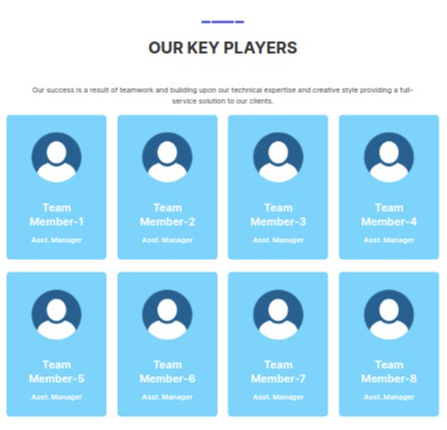 OUR KEY PLAYERS
Our success is a result of teamwork and building upon our technical expertise and creative style providing a full-
service solution to our clients.
Team
Member-1
Asst. Manager
Team
Member-2
Asst. Manager
Team
Member-3
Asst. Manager
Team
Member-4
Asst. Manager
Team
Member-5
Asst. Manager
Team
Member-6
Asst. Manager
Team
Member-7
Asst. Manager
Team
Member-8
Asst. Manager